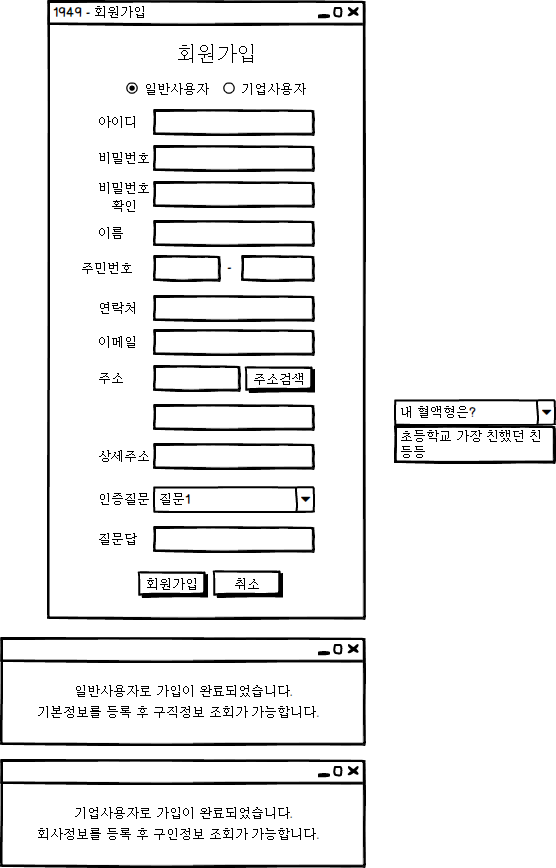 1949 - 회원가입
회원가입
일반사용자 기업사용자
아이디
비밀번호
비밀번호
확인
이름
주민번호 -
연락처
이메일
주소 주소검색
상세주소
인증질문 질문1
질문답
회원가입 취소
내 혈액형은?
초등학교 가장 친했던 친
등등
일반사용자로 가입이 완료되었습니다.
기본정보를 등록 후 구직정보 조회가 가능합니다.
기업사용자로 가입이 완료되었습니다.
회사정보를 등록 후 구인정보 조회가 가능합니다.